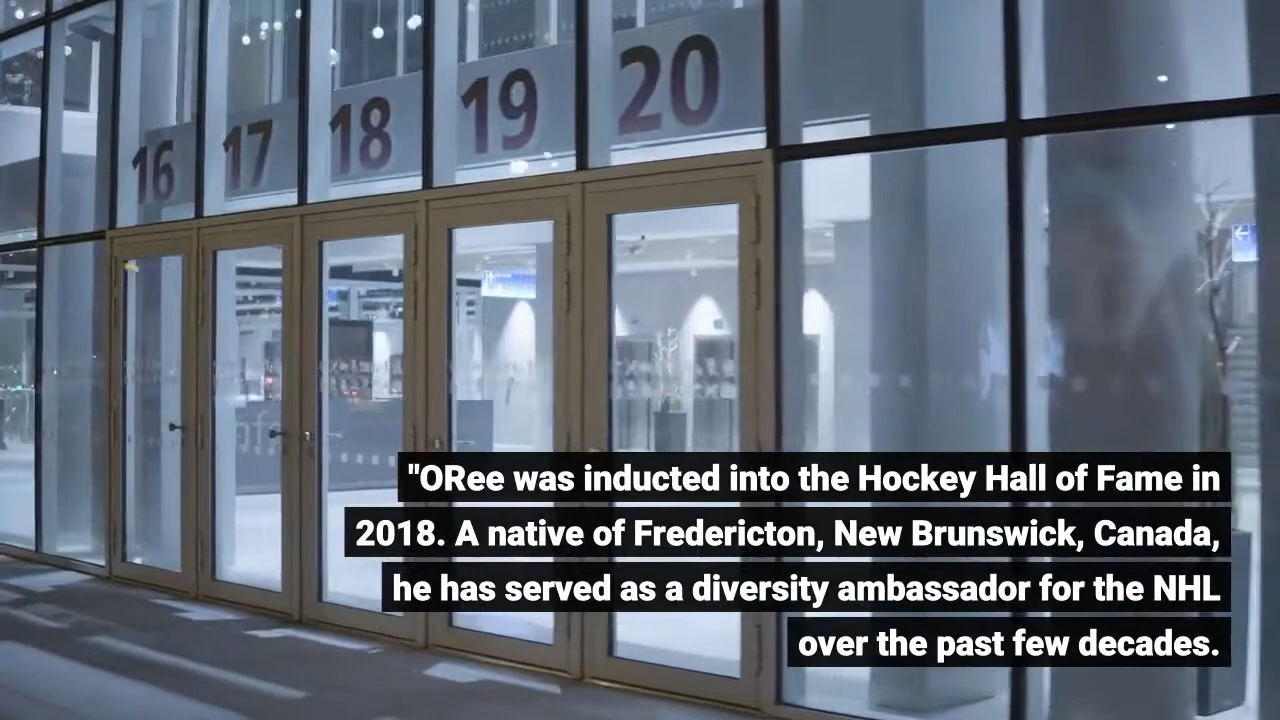 16 17 18 19 20
"ORee was inducted into the Hockey Hall of Fame in
2018. A native of Fredericton, New Brunswick, Canada,
he has served as a diversity ambassador for the NHL
over the past few decades.